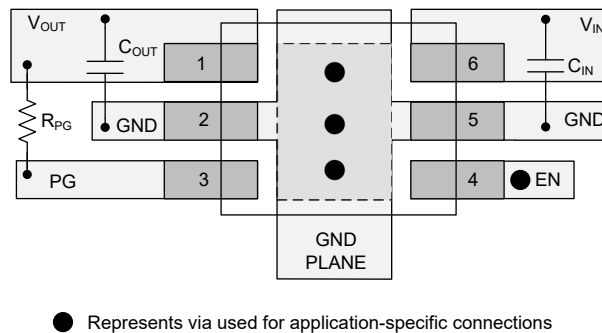 VOUT
COUT
1
6
VIN
CIN
RPG
GND
2
5
GND
PG
3
4
EN
GND
PLANE
Represents via used for application-specific connections